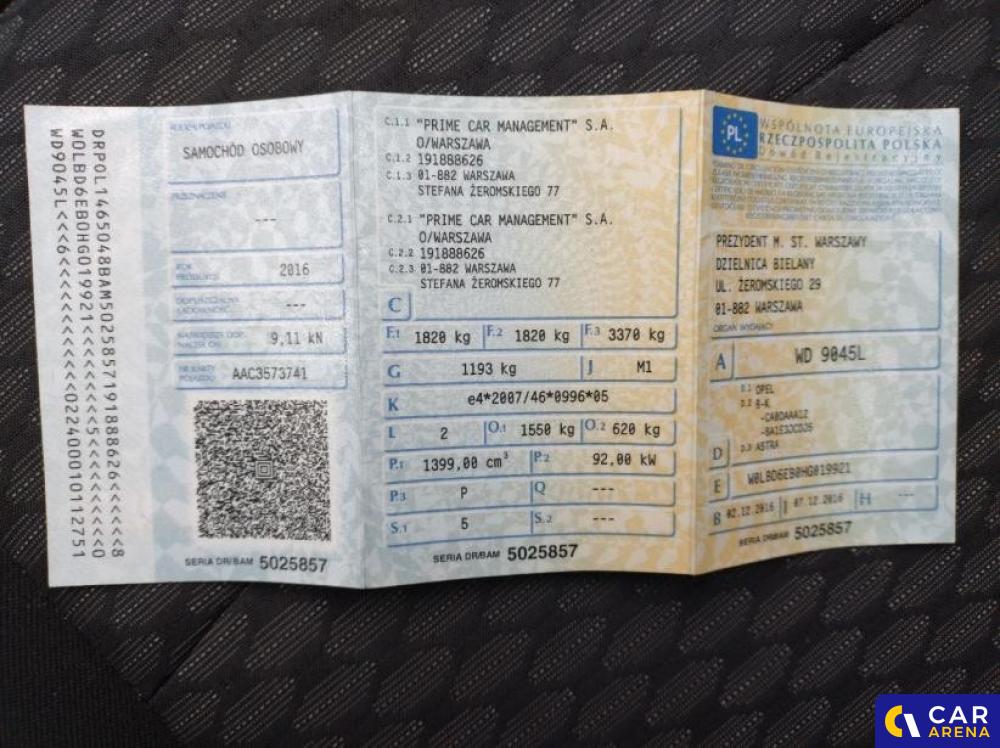 DRPOL1465048BAM5025857191888626<<<<<8
W0LBD6EB0HG019921<<<<<<<5<<<<<<<<<<<0
WD9045L<<<6<<<<<<<<<<<<<022400010112751
RODZAJ POJAZDU
SAMOCHÓD OSOBOWY
PRZEZNACZENIE
---
ROK PRODUKCJI
2016
DOPUSZCZALNA ŁADOWNOŚĆ
---
NAJWIĘKSZY DOP. NACISK OSI
9,11 kN
NR KARTY POJAZDU
AAC3573741
SERIA DR/BAM 5025857
C.1.1 "PRIME CAR MANAGEMENT" S.A.
O/WARSZAWA
C.1.2 191888626
C.1.3 01-882 WARSZAWA
STEFANA ŻEROMSKIEGO 77
C.2.1 "PRIME CAR MANAGEMENT" S.A.
O/WARSZAWA
C.2.2 191888626
C.2.3 01-882 WARSZAWA
STEFANA ŻEROMSKIEGO 77
C
F.1 1820 kg F.2 1820 kg F.3 3370 kg
G 1193 kg J M1
K e4*2007/46*0996*05
L 2 O.1 1550 kg O.2 620 kg
P.1 1399,00 cm³ P.2 92,00 kW
P.3 P Q ---
S.1 5 S.2 ---
SERIA DR/BAM 5025857
PL
WSPÓLNOTA EUROPEJSKA
RZECZPOSPOLITA POLSKA
Dowód Rejestracyjny
PREZYDENT M. ST. WARSZAWY
DZIELNICA BIELANY
UL. ŻEROMSKIEGO 29
01-882 WARSZAWA
ORGAN WYDAJĄCY
A WD 9045L
D.1 OPEL
D.2 B-K
D.3 ASTRA
D
E W0LBD6EB0HG019921
B 02.12.2016 I 07.12.2016 H ---
SERIA DR/BAM 5025857
CAR
ARENA